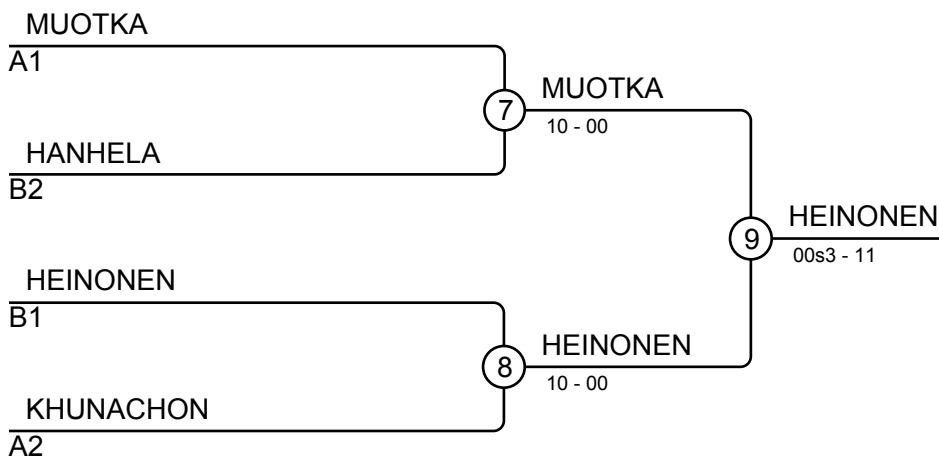 MUOTKA
A1
7
MUOTKA
10 - 00
HANHELA
B2
9
HEINONEN
00s3 - 11
HEINONEN
B1
8
HEINONEN
10 - 00
KHUNACHON
A2